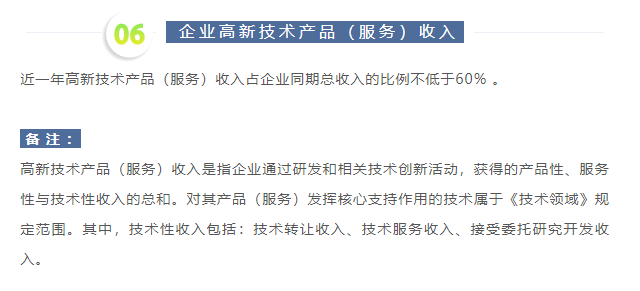 06
企业高新技术产品（服务）收入
近一年高新技术产品（服务）收入占企业同期总收入的比例不低于60% 。
备注：
高新技术产品（服务）收入是指企业通过研发和相关技术创新活动，获得的产品性、服务
性与技术性收入的总和。对其产品（服务）发挥核心支持作用的技术属于《技术领域》规
定范围。其中，技术性收入包括：技术转让收入、技术服务收入、接受委托研究开发收
入。